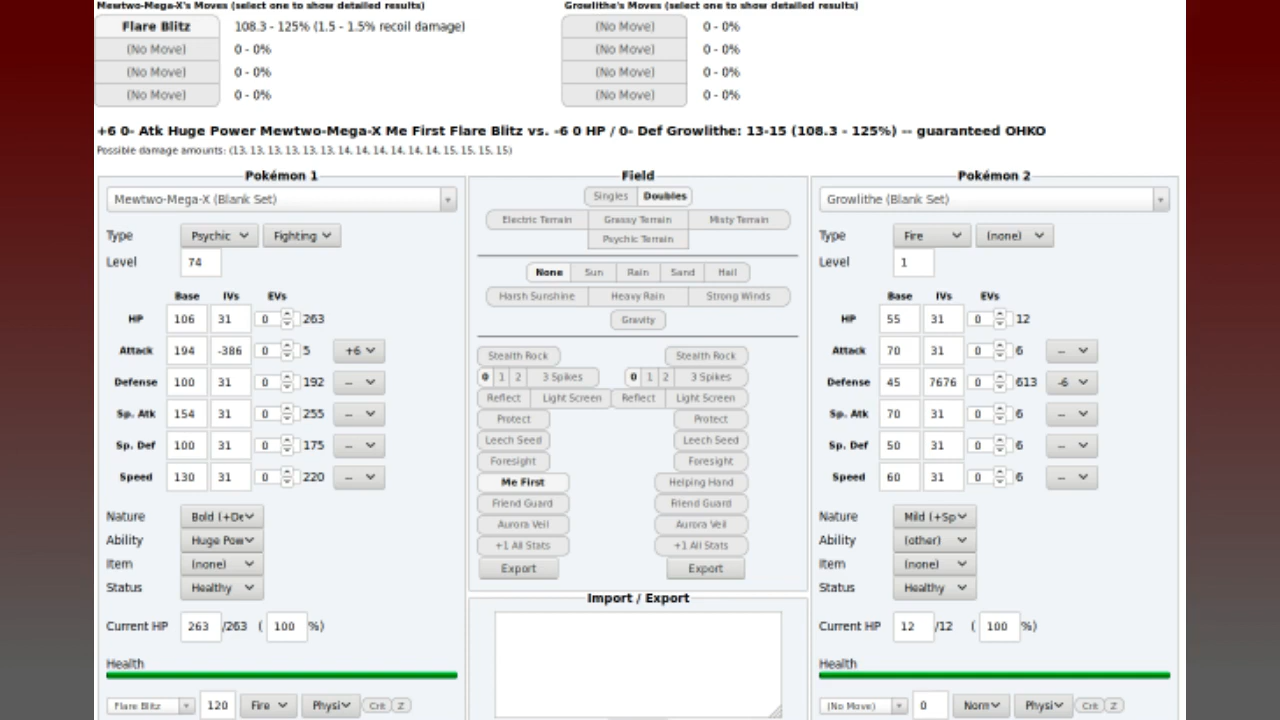 Mewtwo-Mega-X's Moves (select one to show detailed results)
Growlithe's Moves (select one to show detailed results)
Flare Blitz 108.3 - 125% (1.5 - 1.5% recoil damage) (No Move) 0 - 0%
(No Move) 0 - 0% (No Move) 0 - 0%
(No Move) 0 - 0% (No Move) 0 - 0%
(No Move) 0 - 0% (No Move) 0 - 0%
+6 0- Atk Huge Power Mewtwo-Mega-X Me First Flare Blitz vs. -6 0 HP / 0- Def Growlithe: 13-15 (108.3 - 125%) -- guaranteed OHKO
Possible damage amounts: (13, 13, 13, 13, 13, 13, 14, 14, 14, 14, 14, 14, 15, 15, 15, 15)
Pokémon 1
Mewtwo-Mega-X (Blank Set)
Type Psychic Fighting
Level 74
Base IVs EVs
HP 106 31 0 263
Attack 194 -386 0 5 +6
Defense 100 31 0 192 --
Sp. Atk 154 31 0 255 --
Sp. Def 100 31 0 175 --
Speed 130 31 0 220 --
Nature Bold (+De
Ability Huge Pow
Item (none)
Status Healthy
Current HP 263 /263 ( 100 %)
Health
Flare Blitz 120 Fire Physi Crit Z
Field
Singles Doubles
Electric Terrain Grassy Terrain Misty Terrain
Psychic Terrain
None Sun Rain Sand Hail
Harsh Sunshine Heavy Rain Strong Winds
Gravity
Stealth Rock Stealth Rock
0 1 2 3 Spikes 0 1 2 3 Spikes
Reflect Light Screen Reflect Light Screen
Protect Protect
Leech Seed Leech Seed
Foresight Foresight
Me First Helping Hand
Friend Guard Friend Guard
Aurora Veil Aurora Veil
+1 All Stats +1 All Stats
Export Export
Import / Export
Pokémon 2
Growlithe (Blank Set)
Type Fire (none)
Level 1
Base IVs EVs
HP 55 31 0 12
Attack 70 31 0 6 --
Defense 45 7676 0 613 -6
Sp. Atk 70 31 0 6 --
Sp. Def 50 31 0 6 --
Speed 60 31 0 6 --
Nature Mild (+Sp
Ability (other)
Item (none)
Status Healthy
Current HP 12 /12 ( 100 %)
Health
(No Move) 0 Norm Physi Crit Z